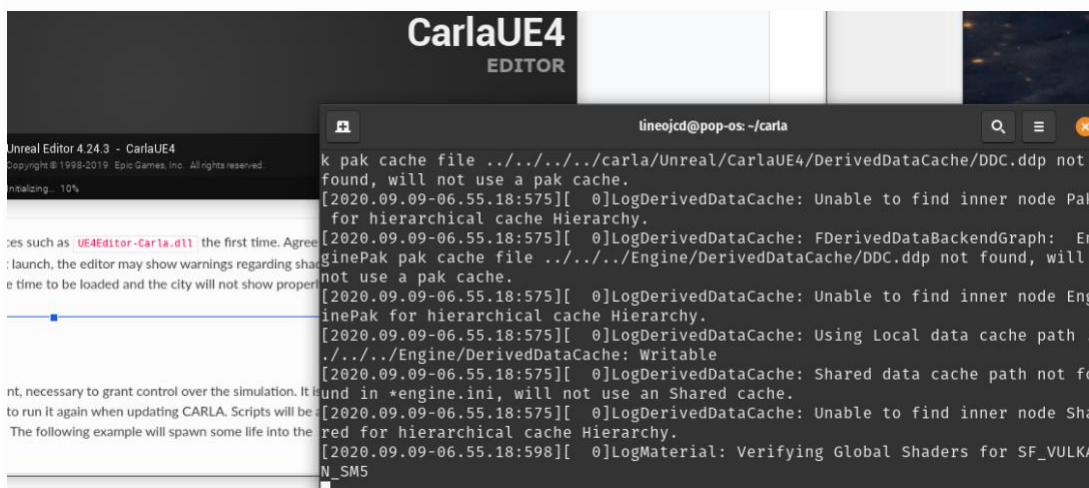 CarlaUE4
EDITOR
Unreal Editor 4.24.3 - CarlaUE4
Copyright © 1998-2019 Epic Games, Inc. All rights reserved.
Initializing... 10%
such as UE4Editor-Carla.dll the first time. Agree
launch, the editor may show warnings regarding
time to be loaded and the city will not show
necessary to grant control over the simulation. It is
to run it again when updating CARLA. Scripts will be
The following example will spawn some life into the
lineojcd@pop-os: ~/carla
k pak cache file ../../../../carla/Unreal/CarlaUE4/DerivedDataCache/DDC.ddp not
found, will not use a pak cache.
[2020.09.09-06.55.18:575][  0]LogDerivedDataCache: Unable to find inner node Pak
for hierarchical cache Hierarchy.
[2020.09.09-06.55.18:575][  0]LogDerivedDataCache: FDerivedDataBackendGraph:  En
ginePak pak cache file ../../../Engine/DerivedDataCache/DDC.ddp not found, will
not use a pak cache.
[2020.09.09-06.55.18:575][  0]LogDerivedDataCache: Unable to find inner node Eng
inePak for hierarchical cache Hierarchy.
[2020.09.09-06.55.18:575][  0]LogDerivedDataCache: Using Local data cache path
./../../Engine/DerivedDataCache: Writable
[2020.09.09-06.55.18:575][  0]LogDerivedDataCache: Shared data cache path not fo
und in *engine.ini, will not use an Shared cache.
[2020.09.09-06.55.18:575][  0]LogDerivedDataCache: Unable to find inner node Sha
red for hierarchical cache Hierarchy.
[2020.09.09-06.55.18:598][  0]LogMaterial: Verifying Global Shaders for SF_VULKA
N_SM5